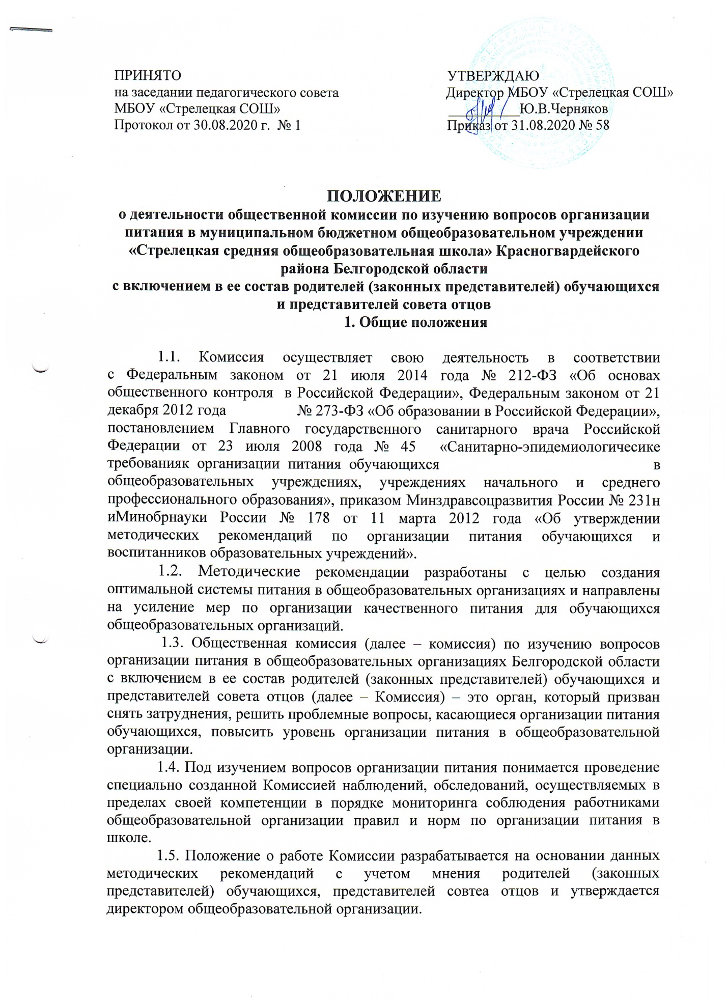 ПРИНЯТО
на заседании педагогического совета
МБОУ «Стрелецкая СОШ»
Протокол от 30.08.2020 г.  № 1
УТВЕРЖДАЮ
Директор МБОУ «Стрелецкая СОШ»
__________Ю.В.Черняков
Приказ от 31.08.2020 № 58
ПОЛОЖЕНИЕ
о деятельности общественной комиссии по изучению вопросов организации
питания в муниципальном бюджетном общеобразовательном учреждении
«Стрелецкая средняя общеобразовательная школа» Красногвардейского
района Белгородской области
с включением в ее состав родителей (законных представителей) обучающихся
и представителей совета отцов
1. Общие положения
1.1. Комиссия осуществляет свою деятельность в соответствии
с Федеральным законом от 21 июля 2014 года № 212-ФЗ «Об основах
общественного контроля  в Российской Федерации», Федеральным законом от 21
декабря 2012 года № 273-ФЗ «Об образовании в Российской Федерации»,
постановлением Главного государственного санитарного врача Российской
Федерации от 23 июля 2008 года № 45 «Санитарно-эпидемиологичесике
требованияк организации питания обучающихся в
общеобразовательных учреждениях, учреждениях начального и среднего
профессионального образования», приказом Минздравсоцразвития России № 231н
иМинобрнауки России № 178 от 11 марта 2012 года «Об утверждении
методических рекомендаций по организации питания обучающихся и
воспитанников образовательных учреждений».
1.2. Методические рекомендации разработаны с целью создания
оптимальной системы питания в общеобразовательных организациях и направлены
на усиление мер по организации качественного питания для обучающихся
общеобразовательных организаций.
1.3. Общественная комиссия (далее – комиссия) по изучению вопросов
организации питания в общеобразовательных организациях Белгородской области
с включением в ее состав родителей (законных представителей) обучающихся и
представителей совета отцов (далее – Комиссия) – это орган, который призван
снять затруднения, решить проблемные вопросы, касающиеся организации питания
обучающихся, повысить уровень организации питания в общеобразовательной
организации.
1.4. Под изучением вопросов организации питания понимается проведение
специально созданной Комиссией наблюдений, обследований, осуществляемых в
пределах своей компетенции в порядке мониторинга соблюдения работниками
общеобразовательной организации правил и норм по организации питания в
школе.
1.5. Положение о работе Комиссии разрабатывается на основании данных
методических рекомендаций с учетом мнения родителей (законных
представителей) обучающихся, представителей совтеа отцов и утверждается
директором общеобразовательной организации.